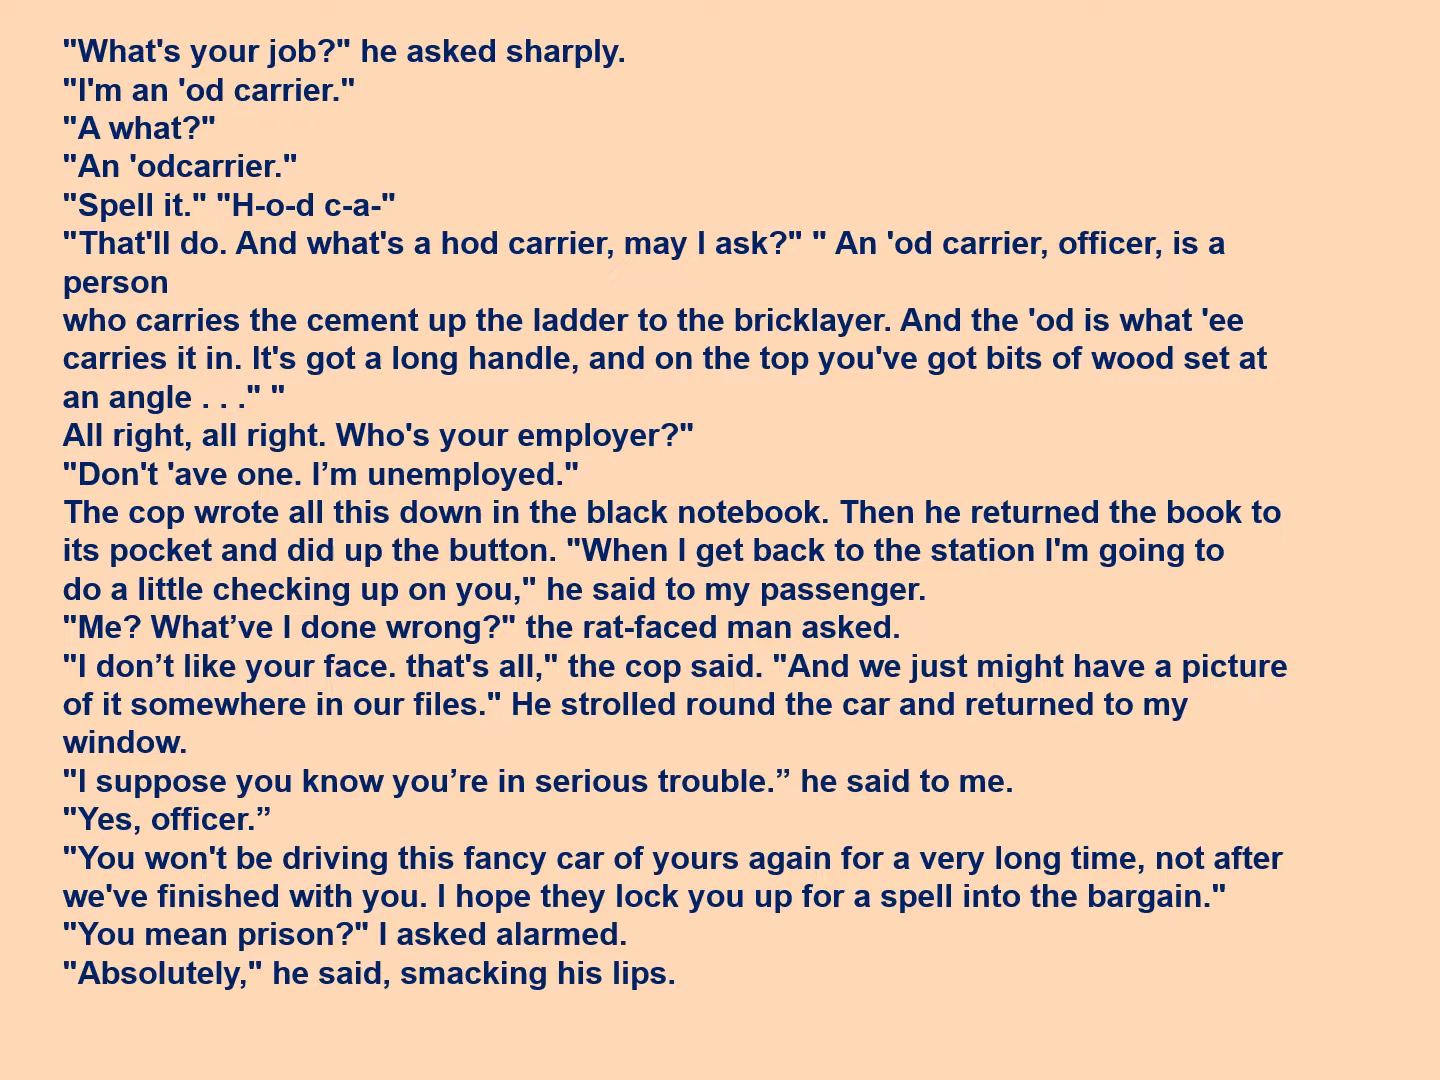 "What's your job?" he asked sharply.
"I'm an 'od carrier."
"A what?"
"An 'odcarrier."
"Spell it." "H-o-d c-a-"
"That'll do. And what's a hod carrier, may I ask?" " An 'od carrier, officer, is a
person
who carries the cement up the ladder to the bricklayer. And the 'od is what 'ee
carries it in. It's got a long handle, and on the top you've got bits of wood set at
an angle . . ." "
All right, all right. Who's your employer?"
"Don't 'ave one. I’m unemployed."
The cop wrote all this down in the black notebook. Then he returned the book to
its pocket and did up the button. "When I get back to the station I'm going to
do a little checking up on you," he said to my passenger.
"Me? What’ve I done wrong?" the rat-faced man asked.
"I don’t like your face. that's all," the cop said. "And we just might have a picture
of it somewhere in our files." He strolled round the car and returned to my
window.
"I suppose you know you’re in serious trouble.” he said to me.
"Yes, officer.”
"You won't be driving this fancy car of yours again for a very long time, not after
we've finished with you. I hope they lock you up for a spell into the bargain."
"You mean prison?" I asked alarmed.
"Absolutely," he said, smacking his lips.